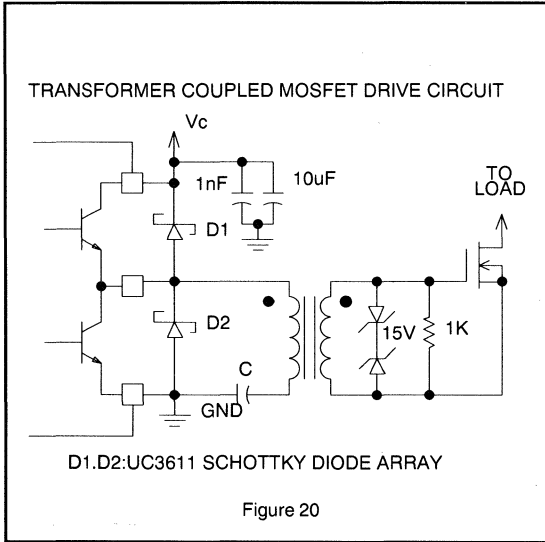 TRANSFORMER COUPLED MOSFET DRIVE CIRCUIT
Vc
1nF
10uF
TO
LOAD
D1
D2
15V
1K
C
GND
D1.D2:UC3611 SCHOTTKY DIODE ARRAY
Figure 20